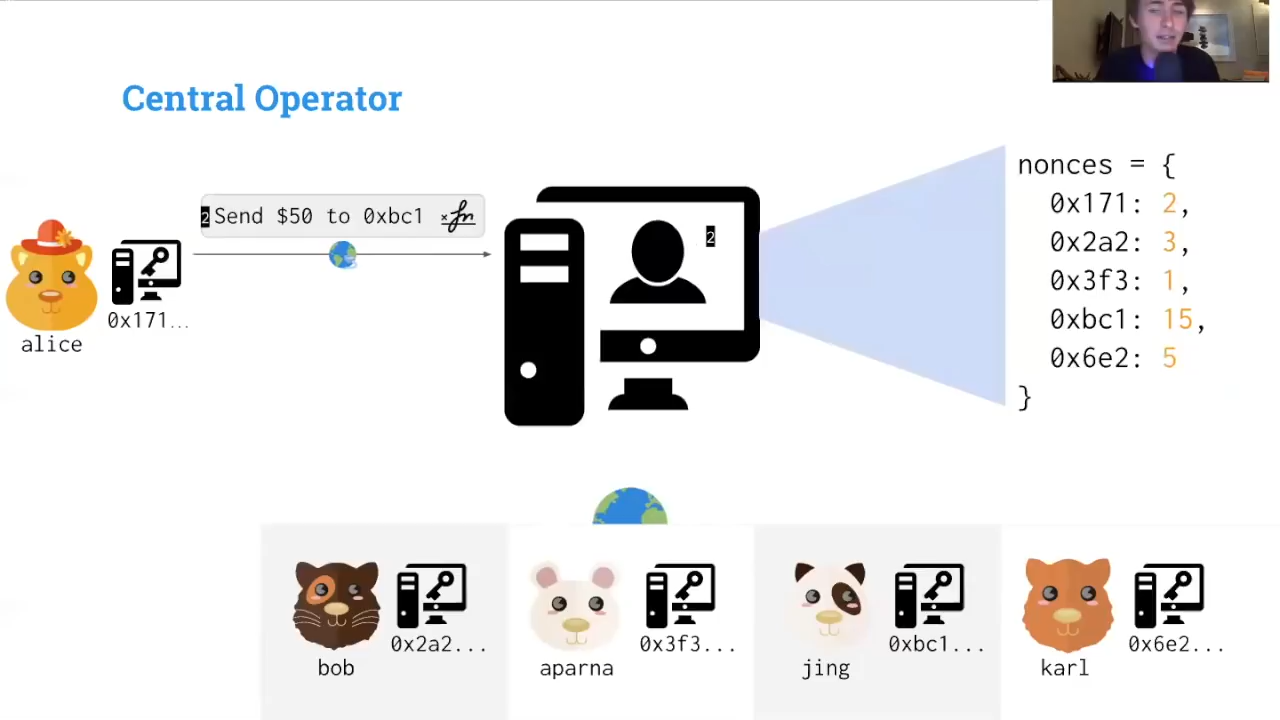 Central Operator
2 Send $50 to 0xbc1
2
0x171...
alice
nonces = {
0x171: 2,
0x2a2: 3,
0x3f3: 1,
0xbc1: 15,
0x6e2: 5
}
0x2a2...
bob
0x3f3...
aparna
0xbc1...
jing
0x6e2...
karl